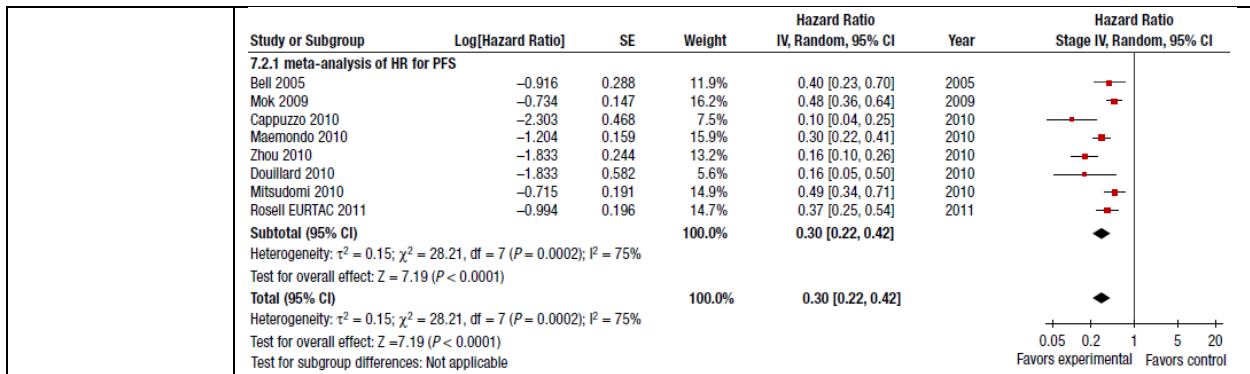 Hazard Ratio Hazard Ratio
Study or Subgroup Log[Hazard Ratio] SE Weight IV, Random, 95% CI Year Stage IV, Random, 95% CI
7.2.1 meta-analysis of HR for PFS
Bell 2005 –0.916 0.288 11.9% 0.40 [0.23, 0.70] 2005
Mok 2009 –0.734 0.147 16.2% 0.48 [0.36, 0.64] 2009
Cappuzzo 2010 –2.303 0.468 7.5% 0.10 [0.04, 0.25] 2010
Maemondo 2010 –1.204 0.159 15.9% 0.30 [0.22, 0.41] 2010
Zhou 2010 –1.833 0.244 13.2% 0.16 [0.10, 0.26] 2010
Douillard 2010 –1.833 0.582 5.6% 0.16 [0.05, 0.50] 2010
Mitsudomi 2010 –0.715 0.191 14.9% 0.49 [0.34, 0.71] 2010
Rosell EURTAC 2011 –0.994 0.196 14.7% 0.37 [0.25, 0.54] 2011
Subtotal (95% CI) 100.0% 0.30 [0.22, 0.42]
Heterogeneity: τ² = 0.15; χ² = 28.21, df = 7 (P = 0.0002); I² = 75%
Test for overall effect: Z = 7.19 (P < 0.0001)
Total (95% CI) 100.0% 0.30 [0.22, 0.42]
Heterogeneity: τ² = 0.15; χ² = 28.21, df = 7 (P = 0.0002); I² = 75%
Test for overall effect: Z =7.19 (P < 0.0001)
Test for subgroup differences: Not applicable
0.05 0.2 1 5 20
Favors experimental Favors control